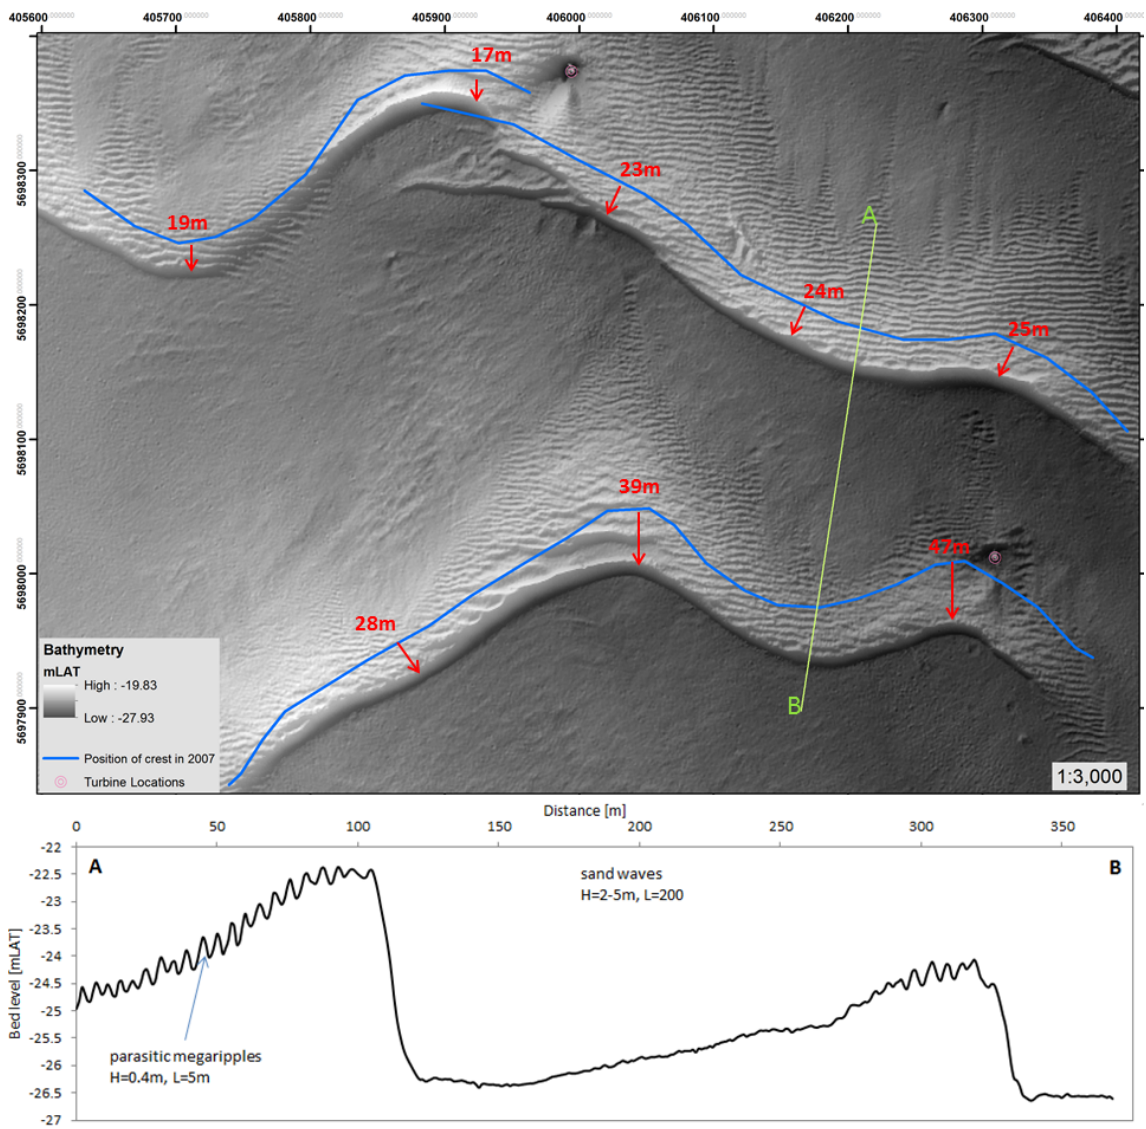 405600 405700 405800 405900 406000 406100 406200 406300 406400
17m
5698300
23m
A
19m
5698200
24m
25m
5698100
39m
5698000
47m
28m
Bathymetry
mLAT
High : -19.83
Low : -27.93
B
5697900
Position of crest in 2007
Turbine Locations
1:3,000
Distance [m]
0 50 100 150 200 250 300 350
-22
A
B
-22.5
sand waves
H=2-5m, L=200
-23
-23.5
-24
-24.5
Bed level [mLAT]
-25
-25.5
parasitic megaripples
H=0.4m, L=5m
-26
-26.5
-27